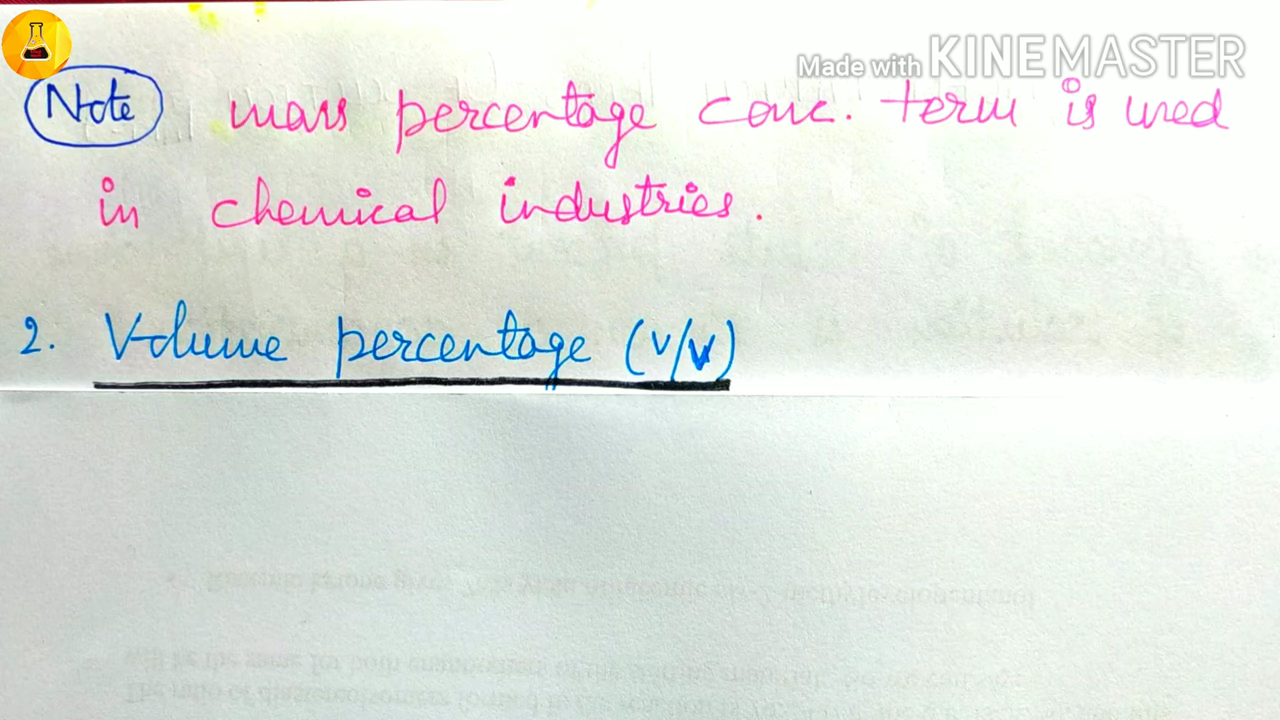 Made with KINEMASTER
Note mass percentage conc. term is used
in chemical industries.
2. Volume percentage (v/v)